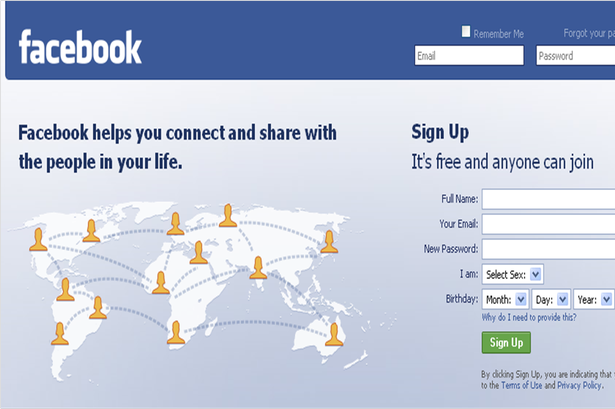 facebook
Remember Me
Forgot your pa
Email
Password
Facebook helps you connect and share with
the people in your life.
Sign Up
It's free and anyone can join
Full Name:
Your Email:
New Password:
I am: Select Sex:
Birthday: Month: Day: Year:
Why do I need to provide this?
Sign Up
By clicking Sign Up, you are indicating that
to the Terms of Use and Privacy Policy.